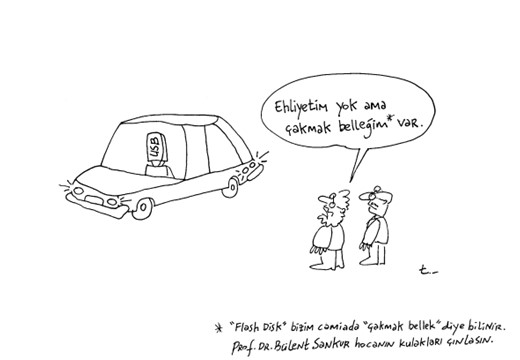 Ehliyetim yok ama
çakmak belleğim* var.
USB
t_
* "Flash Disk" bizim camiada "çakmak bellek" diye bilinir.
Prof. Dr. Bülent Sankur hocanın kulakları çınlasın.